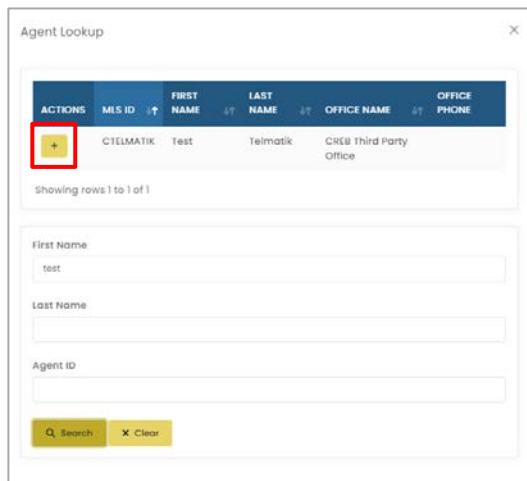 Agent Lookup
ACTIONS MLS ID FIRST NAME LAST NAME OFFICE NAME OFFICE PHONE
CTELMATIK Test Telmatik CREB Third Party Office
Showing rows 1 to 1 of 1
First Name
test
Last Name
Agent ID
Search Clear